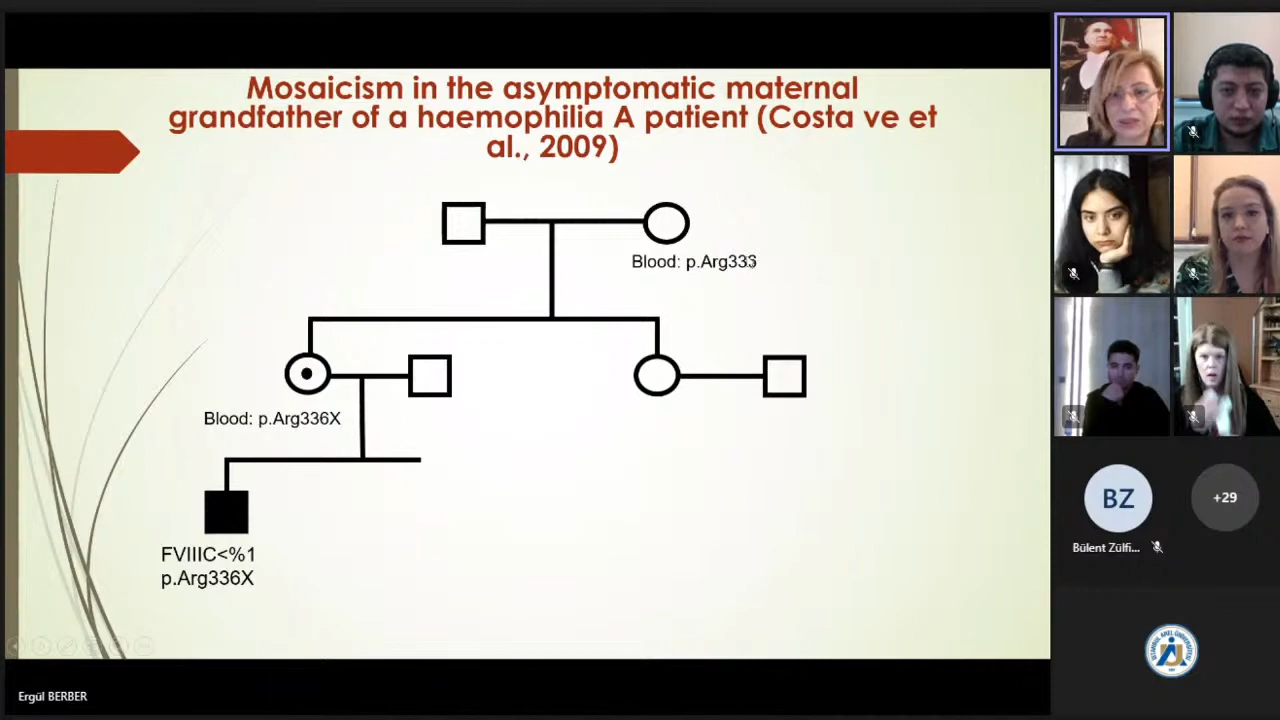 Mosaicism in the asymptomatic maternal
grandfather of a haemophilia A patient (Costa ve et
al., 2009)
Blood: p.Arg333
Blood: p.Arg336X
FVIIIC<%1
p.Arg336X
BZ
+29
Bülent Zülfi...
Ergül BERBER